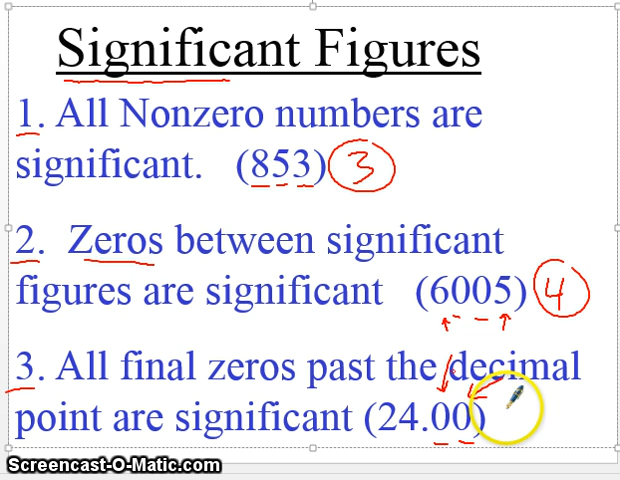 Significant Figures
1. All Nonzero numbers are
significant. (853) 3
2. Zeros between significant
figures are significant (6005) 4
3. All final zeros past the decimal
point are significant (24.00)
Screencast-O-Matic.com